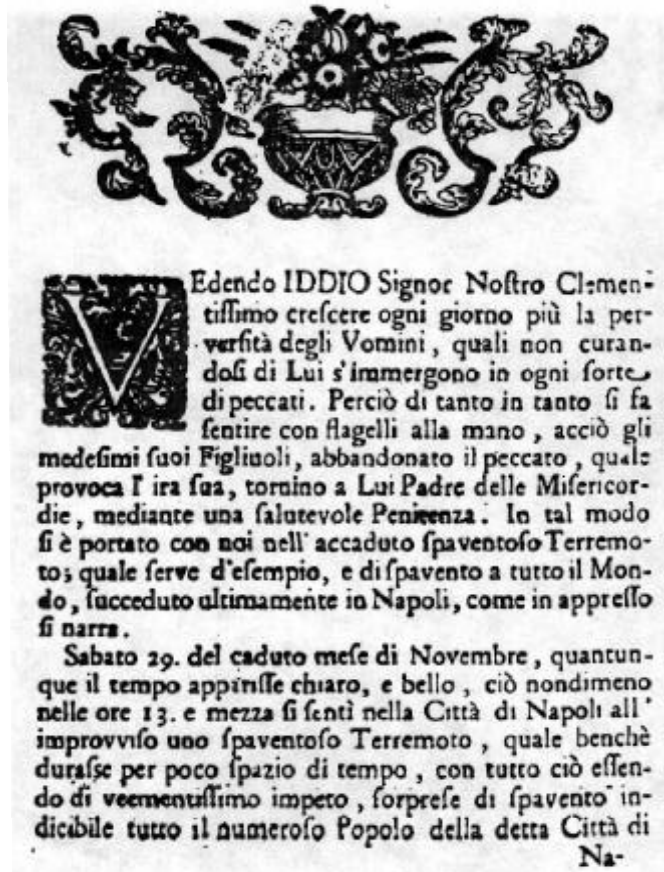 VEdendo IDDIO Signor Noſtro Clemen-
tiſſimo creſcere ogni giorno più la per-
verſità degli Vomini, quali non curan-
doſi di Lui s'immergono in ogni ſorte
di peccati. Perciò di tanto in tanto ſi fa
ſentire con flagelli alla mano, acciò gli
medeſimi ſuoi Figliuoli, abbandonato il peccato, quale
provoca l'ira ſua, tornino a Lui Padre delle Miſericor-
die, mediante una ſalutevole Penitenza. In tal modo
ſi è portato con noi nell'accaduto ſpaventoſo Terremo-
to; quale ſerve d'eſempio, e di ſpavento a tutto il Mon-
do, ſucceduto ultimamente in Napoli, come in appreſſo
ſi narra.
Sabato 29. del caduto meſe di Novembre, quantun-
que il tempo appariſſe chiaro, e bello, ciò nondimeno
nelle ore 13. e mezza ſi ſentì nella Città di Napoli all'
improvviſo uno ſpaventoſo Terremoto, quale benchè
duraſse per poco ſpazio di tempo, con tutto ciò eſſen-
do di veementiſſimo impeto, ſorpreſe di ſpavento in-
dicibile tutto il numeroſo Popolo della detta Città di
Na-